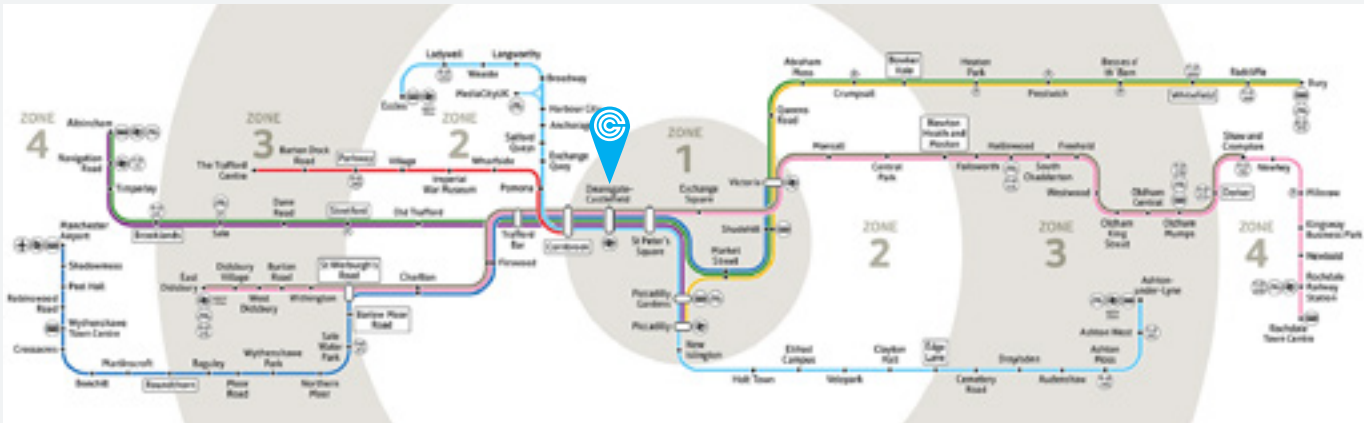 ZONE
4
ZONE
3
ZONE
2
ZONE
1
2
3
ZONE
4
Ladywell
Langworthy
Weaste
Broadway
Eccles
MediaCityUK
Harbour City
Anchorage
Salford
Quays
Exchange
Quay
Pomona
Altrincham
Navigation
Road
Timperley
Brooklands
Sale
Dane
Road
Stretford
Old Trafford
The Trafford
Centre
Barton Dock
Road
Parkway
Village
Imperial
War Museum
Wharfside
Trafford
Bar
Cornbrook
Deansgate-
Castlefield
St Peter's
Square
Exchange
Square
Victoria
Shudehill
Market
Street
Piccadilly
Gardens
Piccadilly
New
Islington
Holt Town
Etihad
Campus
Velopark
Clayton
Hall
Edge
Lane
Cemetery
Road
Droylsden
Audenshaw
Ashton
Moss
Ashton West
Ashton-
under-Lyne
Manchester
Airport
Shadowmoss
Peel Hall
Robinswood
Road
Wythenshawe
Town Centre
Crossacres
Benchill
Martinscroft
Roundthorn
Baguley
Moor
Road
Wythenshawe
Park
Northern
Moor
Sale
Water
Park
Barlow Moor
Road
St Werburgh's
Road
East
Didsbury
Didsbury
Village
West
Didsbury
Burton
Road
Withington
Chorlton
Firswood
Queens
Road
Abraham
Moss
Crumpsall
Bowker
Vale
Heaton
Park
Prestwich
Besses o'
th' Barn
Whitefield
Radcliffe
Bury
Monsall
Central
Park
Newton
Heath and
Moston
Failsworth
Hollinwood
South
Chadderton
Freehold
Westwood
Oldham
King
Street
Oldham
Central
Oldham
Mumps
Derker
Shaw and
Crompton
Newhey
Milnrow
Kingsway
Business Park
Newbold
Rochdale
Railway
Station
Rochdale
Town Centre